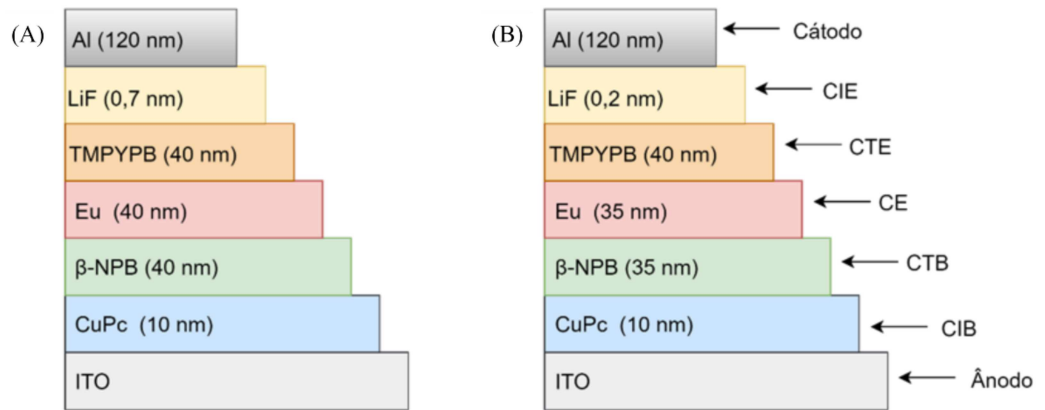 (A)
Al (120 nm)
LiF (0,7 nm)
TMPYPB (40 nm)
Eu (40 nm)
β-NPB (40 nm)
CuPc (10 nm)
ITO
(B)
Al (120 nm)
Cátodo
LiF (0,2 nm)
CIE
TMPYPB (40 nm)
CTE
Eu (35 nm)
CE
β-NPB (35 nm)
CTB
CuPc (10 nm)
CIB
ITO
Ânodo